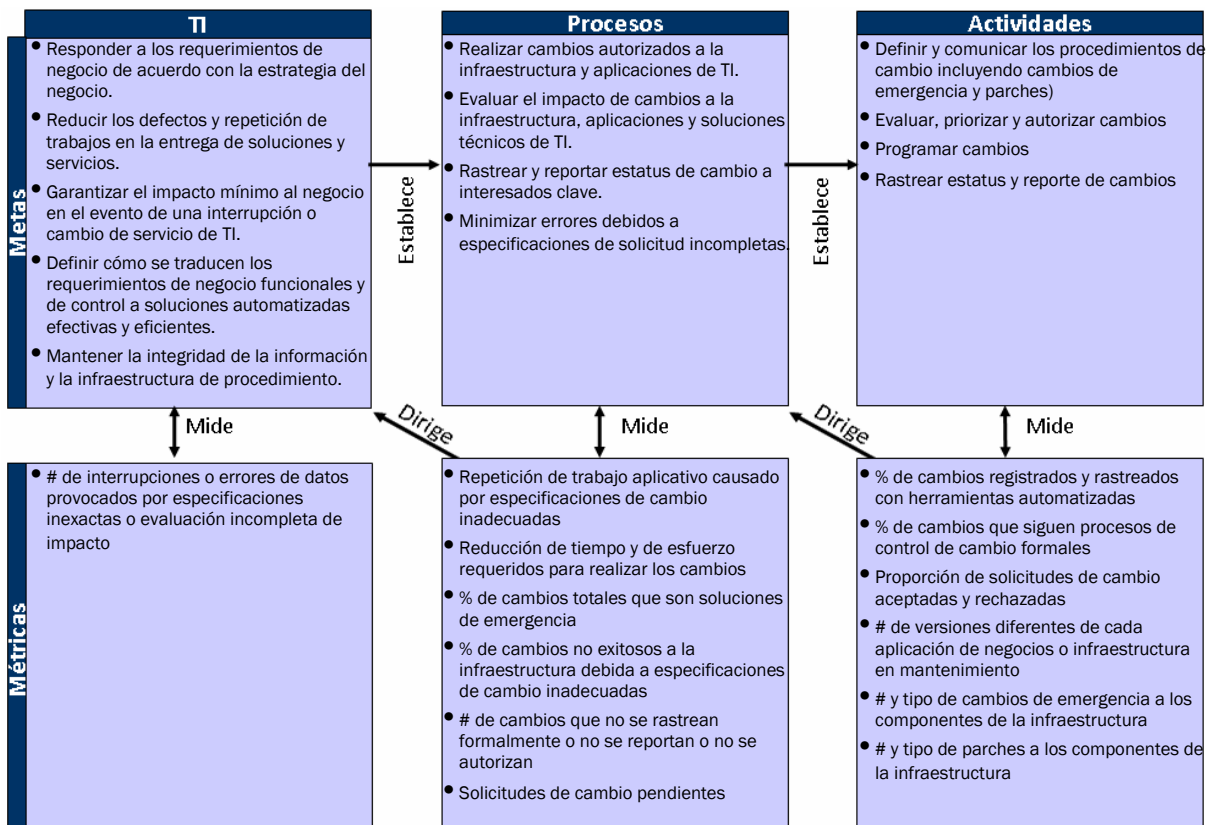 TI
Procesos
Actividades
Metas
• Responder a los requerimientos de
negocio de acuerdo con la estrategia del
negocio.
• Reducir los defectos y repetición de
trabajos en la entrega de soluciones y
servicios.
• Garantizar el impacto mínimo al negocio
en el evento de una interrupción o
cambio de servicio de TI.
• Definir cómo se traducen los
requerimientos de negocio funcionales y
de control a soluciones automatizadas
efectivas y eficientes.
• Mantener la integridad de la información
y la infraestructura de procedimiento.
Establece
• Realizar cambios autorizados a la
infraestructura y aplicaciones de TI.
• Evaluar el impacto de cambios a la
infraestructura, aplicaciones y soluciones
técnicos de TI.
• Rastrear y reportar estatus de cambio a
interesados clave.
• Minimizar errores debidos a
especificaciones de solicitud incompletas.
Establece
• Definir y comunicar los procedimientos de
cambio incluyendo cambios de
emergencia y parches)
• Evaluar, priorizar y autorizar cambios
• Programar cambios
• Rastrear estatus y reporte de cambios
Mide
Dirige
Mide
Dirige
Mide
Métricas
• # de interrupciones o errores de datos
provocados por especificaciones
inexactas o evaluación incompleta de
impacto
• Repetición de trabajo aplicativo causado
por especificaciones de cambio
inadecuadas
• Reducción de tiempo y de esfuerzo
requeridos para realizar los cambios
• % de cambios totales que son soluciones
de emergencia
• % de cambios no exitosos a la
infraestructura debida a especificaciones
de cambio inadecuadas
• # de cambios que no se rastrean
formalmente o no se reportan o no se
autorizan
• Solicitudes de cambio pendientes
• % de cambios registrados y rastreados
con herramientas automatizadas
• % de cambios que siguen procesos de
control de cambio formales
• Proporción de solicitudes de cambio
aceptadas y rechazadas
• # de versiones diferentes de cada
aplicación de negocios o infraestructura
en mantenimiento
• # y tipo de cambios de emergencia a los
componentes de la infraestructura
• # y tipo de parches a los componentes de
la infraestructura